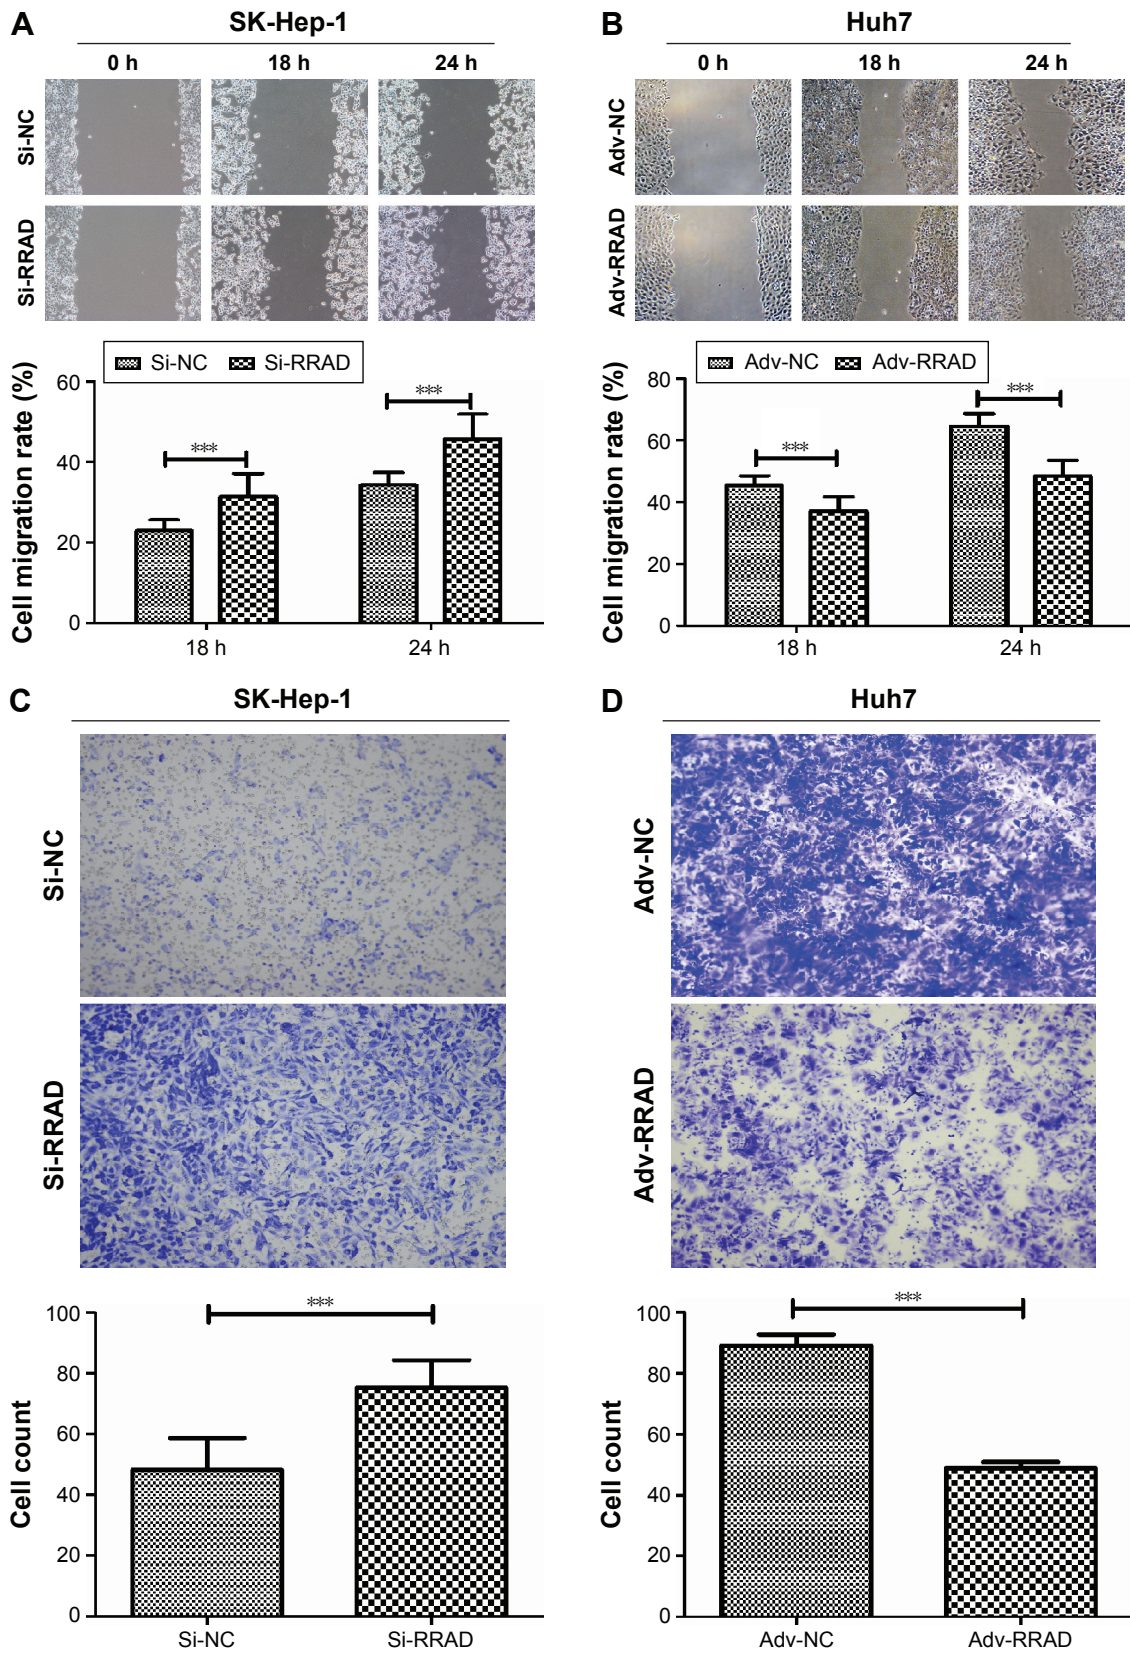 A
SK-Hep-1
0 h 18 h 24 h
Si-NC
Si-RRAD
Si-NC Si-RRAD
Cell migration rate (%)
60
40
20
0
***
***
18 h 24 h
B
Huh7
0 h 18 h 24 h
Adv-NC
Adv-RRAD
Adv-NC Adv-RRAD
Cell migration rate (%)
80
60
40
20
0
***
***
18 h 24 h
C
SK-Hep-1
Si-NC
Si-RRAD
Cell count
100
80
60
40
20
0
***
Si-NC Si-RRAD
D
Huh7
Adv-NC
Adv-RRAD
Cell count
100
80
60
40
20
0
***
Adv-NC Adv-RRAD